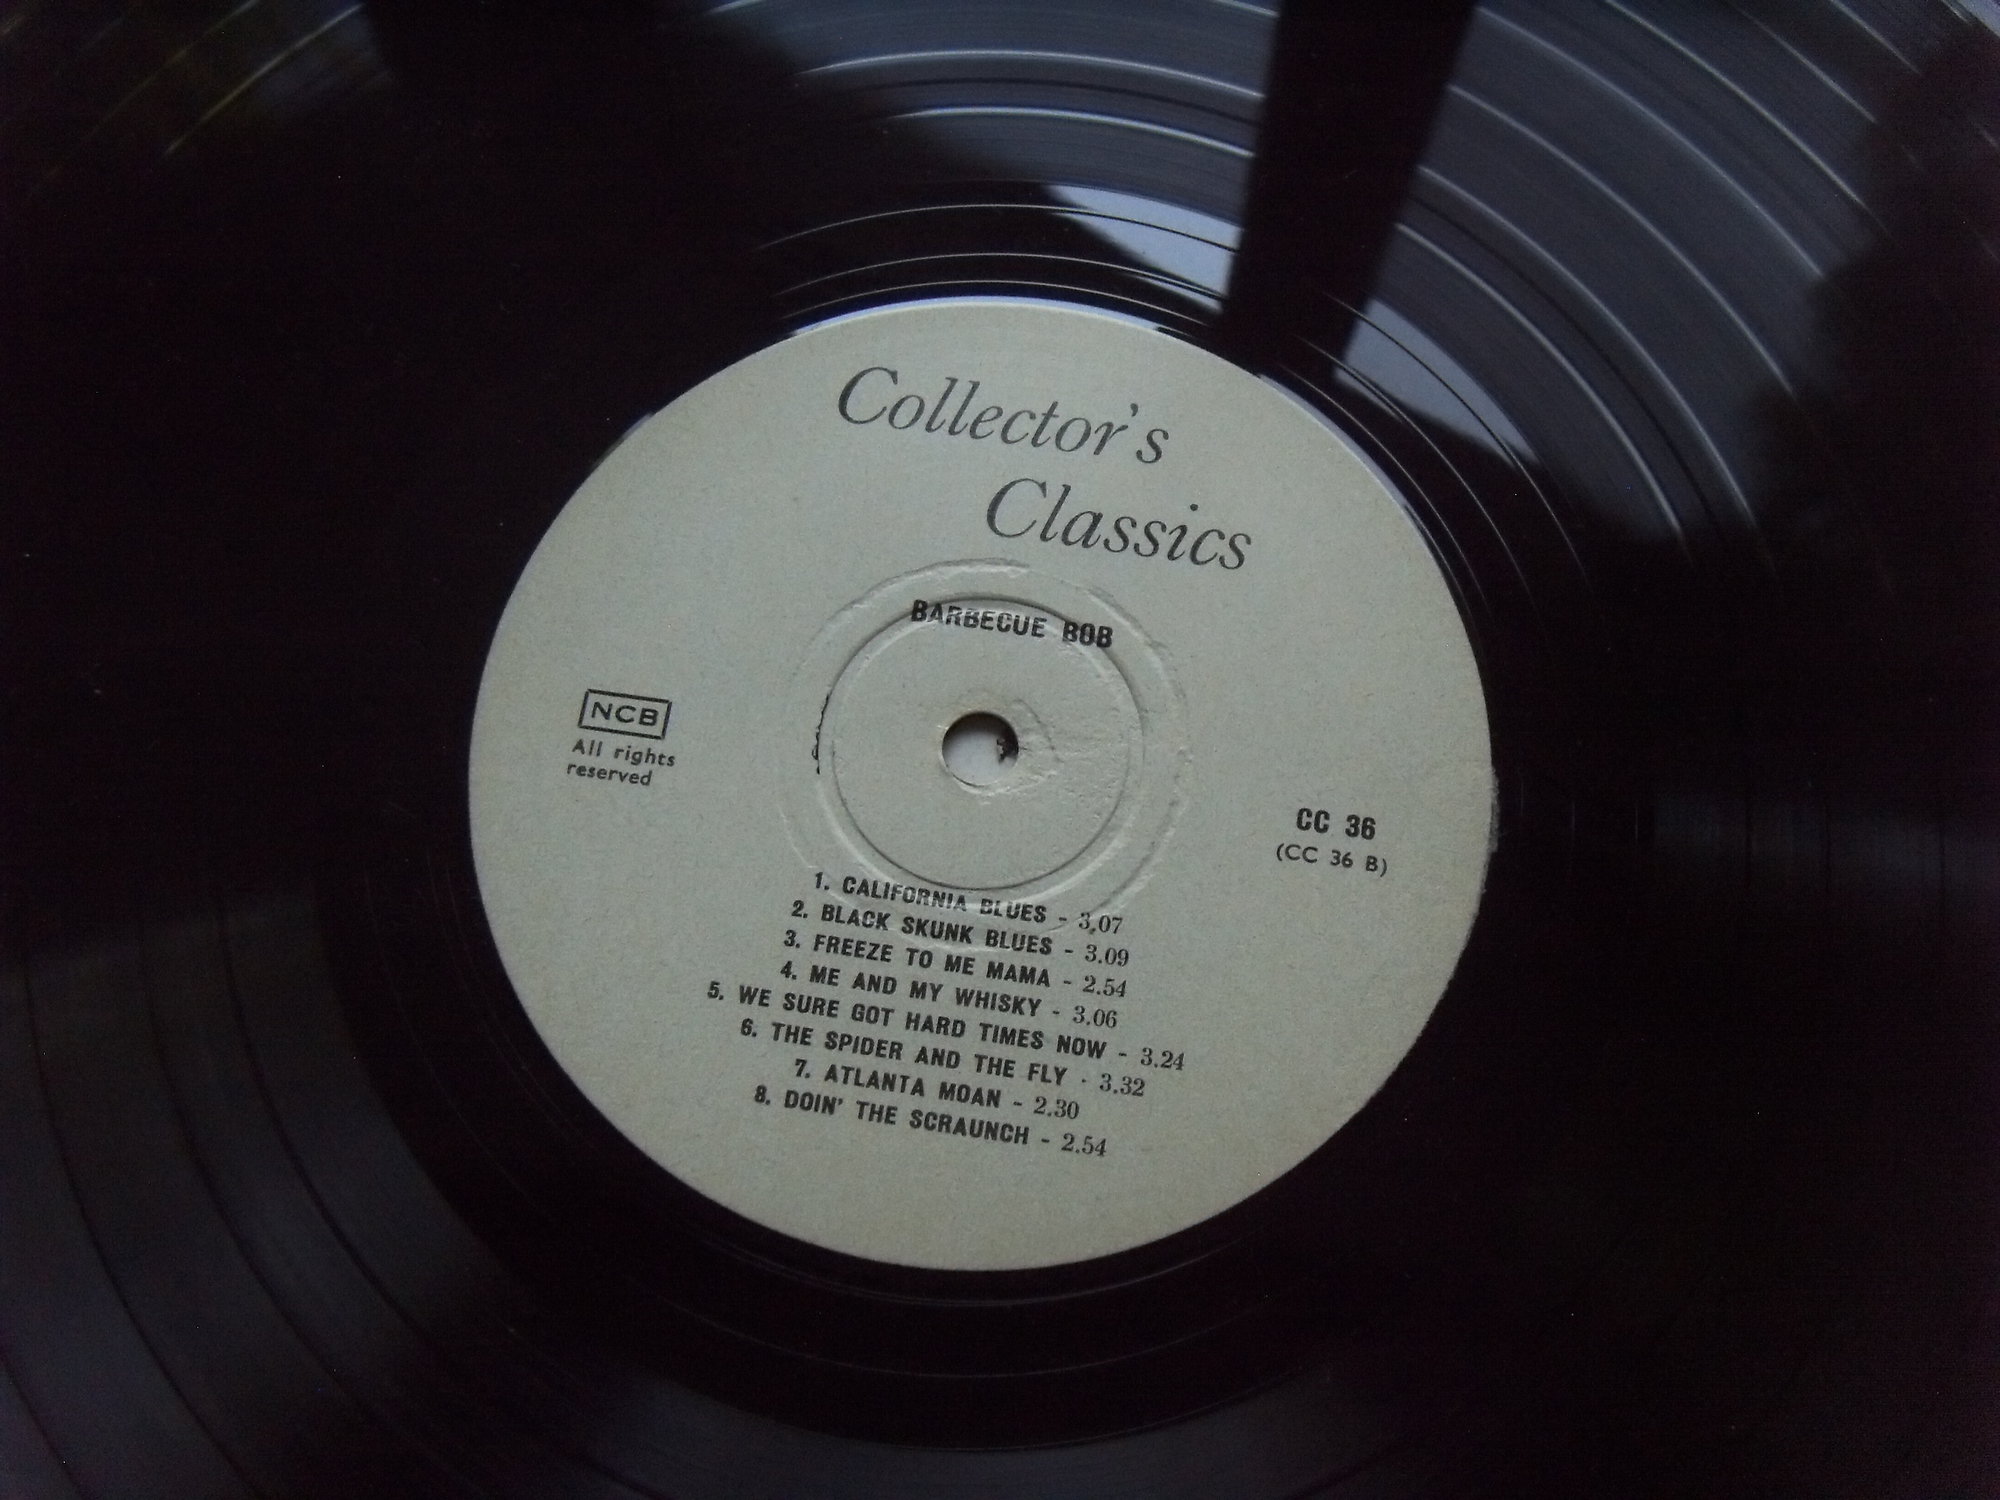 Collector's
Classics
BARBECUE BOB
NCB
All rights
reserved
CC 36
(CC 36 B)
1. CALIFORNIA BLUES - 3.07
2. BLACK SKUNK BLUES - 3.09
3. FREEZE TO ME MAMA - 2.54
4. ME AND MY WHISKY - 3.06
5. WE SURE GOT HARD TIMES NOW - 3.24
6. THE SPIDER AND THE FLY - 3.32
7. ATLANTA MOAN - 2.30
8. DOIN' THE SCRAUNCH - 2.54